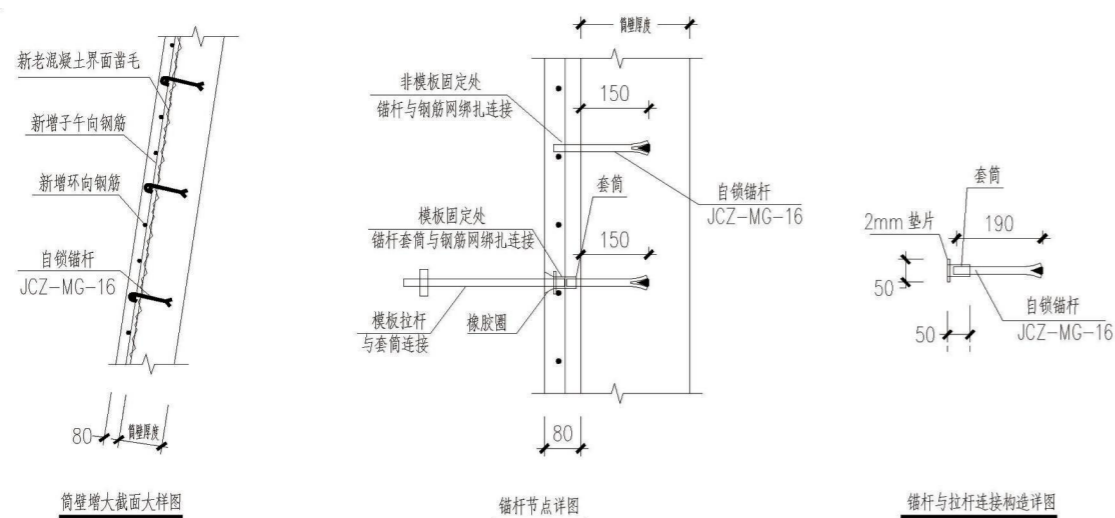 新老混凝土界面凿毛
新增子午向钢筋
新增环向钢筋
自锁锚杆
JCZ-MG-16
80
筒壁厚度
筒壁增大截面大样图
筒壁厚度
非模板固定处
锚杆与钢筋网绑扎连接
150
套筒
自锁锚杆
JCZ-MG-16
模板固定处
锚杆套筒与钢筋网绑扎连接
150
模板拉杆
与套筒连接
橡胶圈
80
锚杆节点详图
套筒
2mm 垫片
190
50
自锁锚杆
JCZ-MG-16
50
锚杆与拉杆连接构造详图